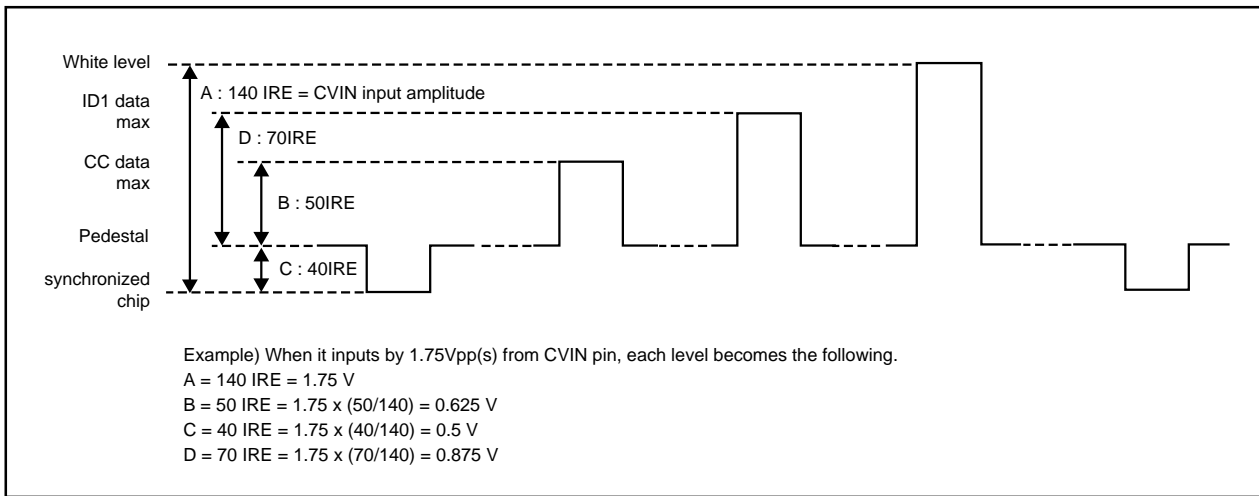 White level
A : 140 IRE = CVIN input amplitude
ID1 data
max
D : 70IRE
CC data
max
B : 50IRE
Pedestal
C : 40IRE
synchronized
chip
Example) When it inputs by 1.75Vpp(s) from CVIN pin, each level becomes the following.
A = 140 IRE = 1.75 V
B = 50 IRE = 1.75 x (50/140) = 0.625 V
C = 40 IRE = 1.75 x (40/140) = 0.5 V
D = 70 IRE = 1.75 x (70/140) = 0.875 V